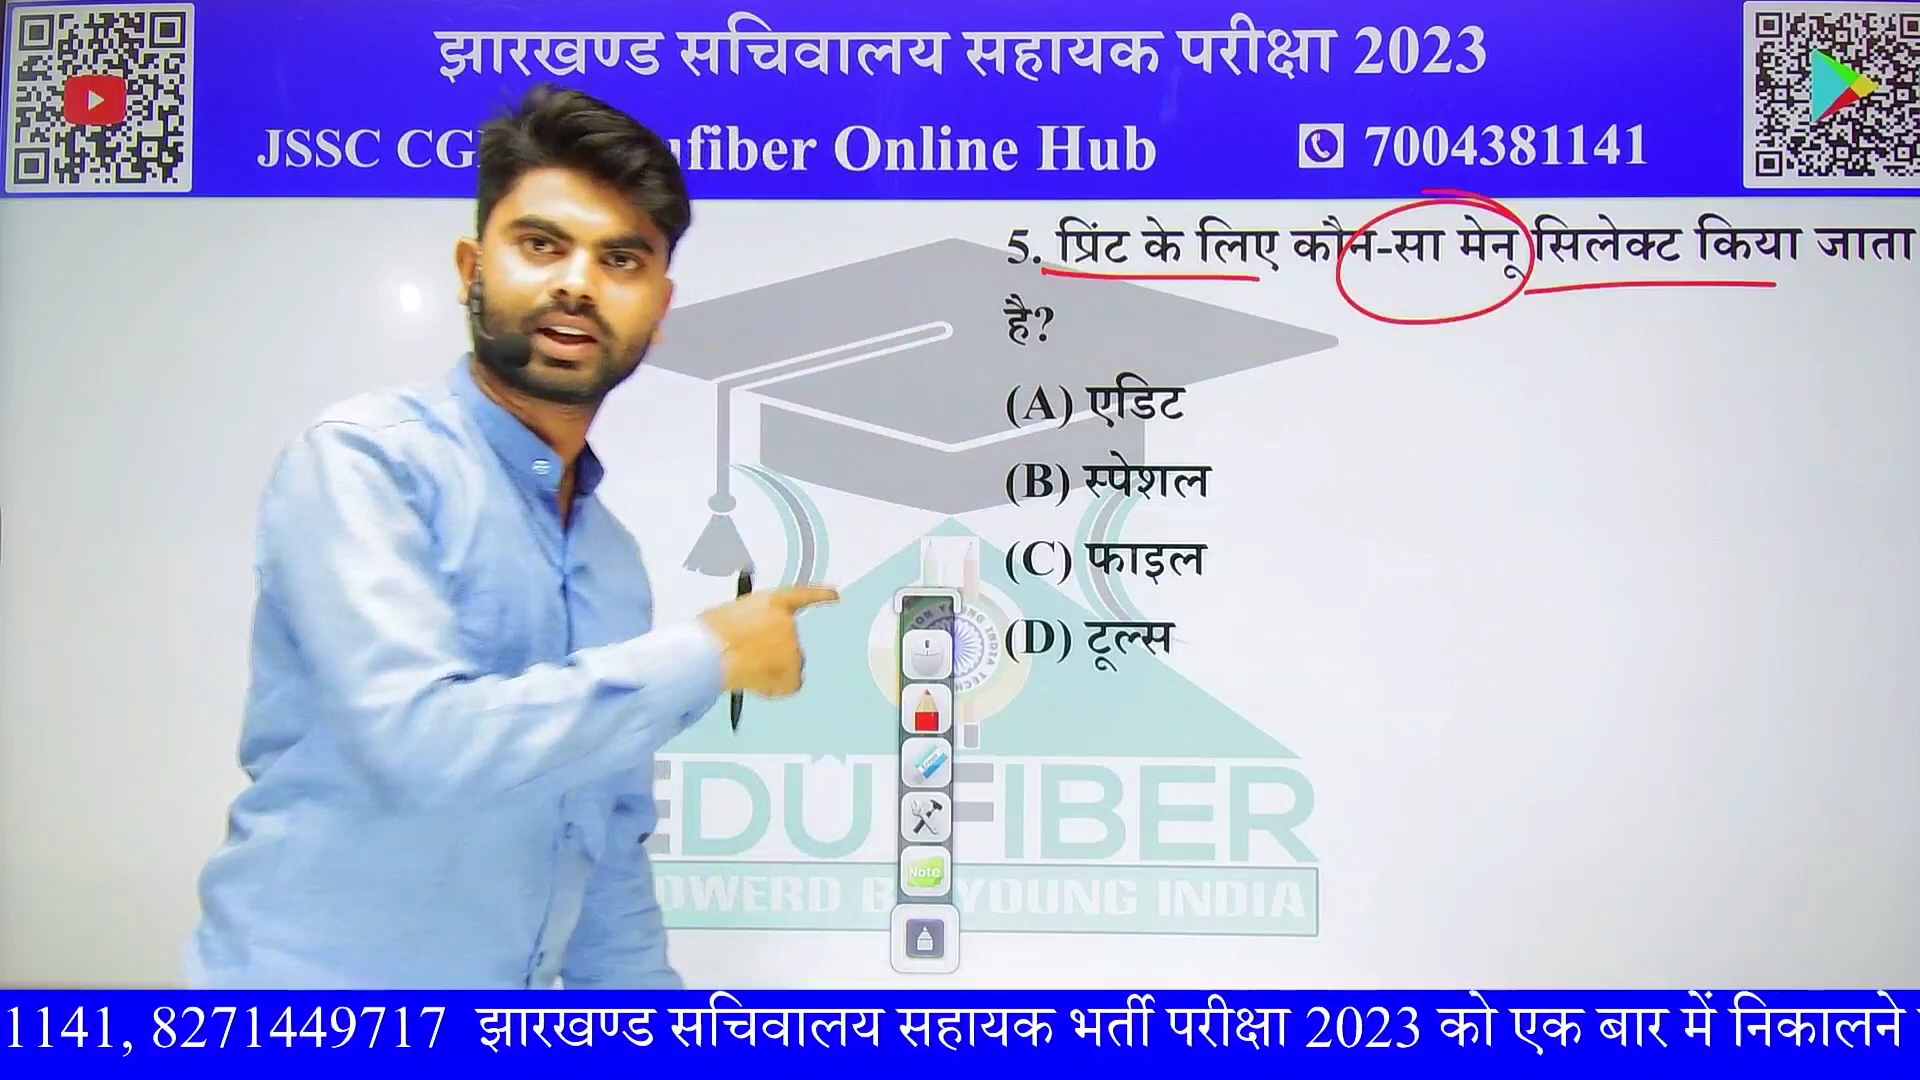 झारखण्ड सचिवालय सहायक परीक्षा 2023
JSSC CG ufiber Online Hub
7004381141
5. प्रिंट के लिए कौन-सा मेनू सिलेक्ट किया जाता
है?
(A) एडिट
(B) स्पेशल
(C) फाइल
(D) टूल्स
Note
EDU FIBER
OWERD B YOUNG INDIA
1141, 8271449717 झारखण्ड सचिवालय सहायक भर्ती परीक्षा 2023 को एक बार में निकालने